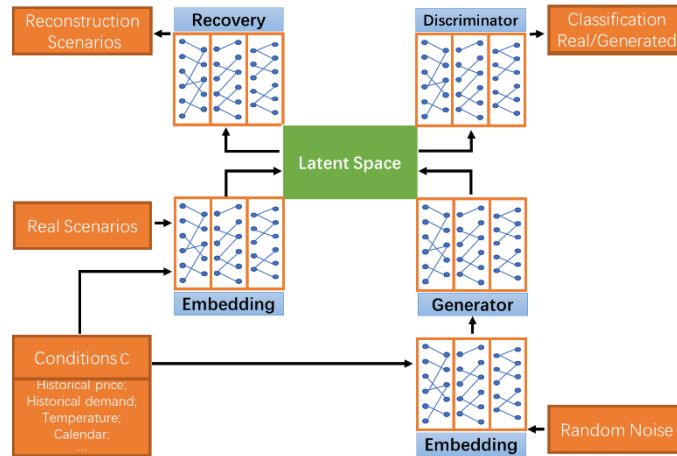 Reconstruction
Scenarios
Recovery
Discriminator
Classification
Real/Generated
Latent Space
Real Scenarios
Embedding
Generator
Conditions C
Historical price;
Historical demand;
Temperature;
Calendar;
...
Embedding
Random Noise